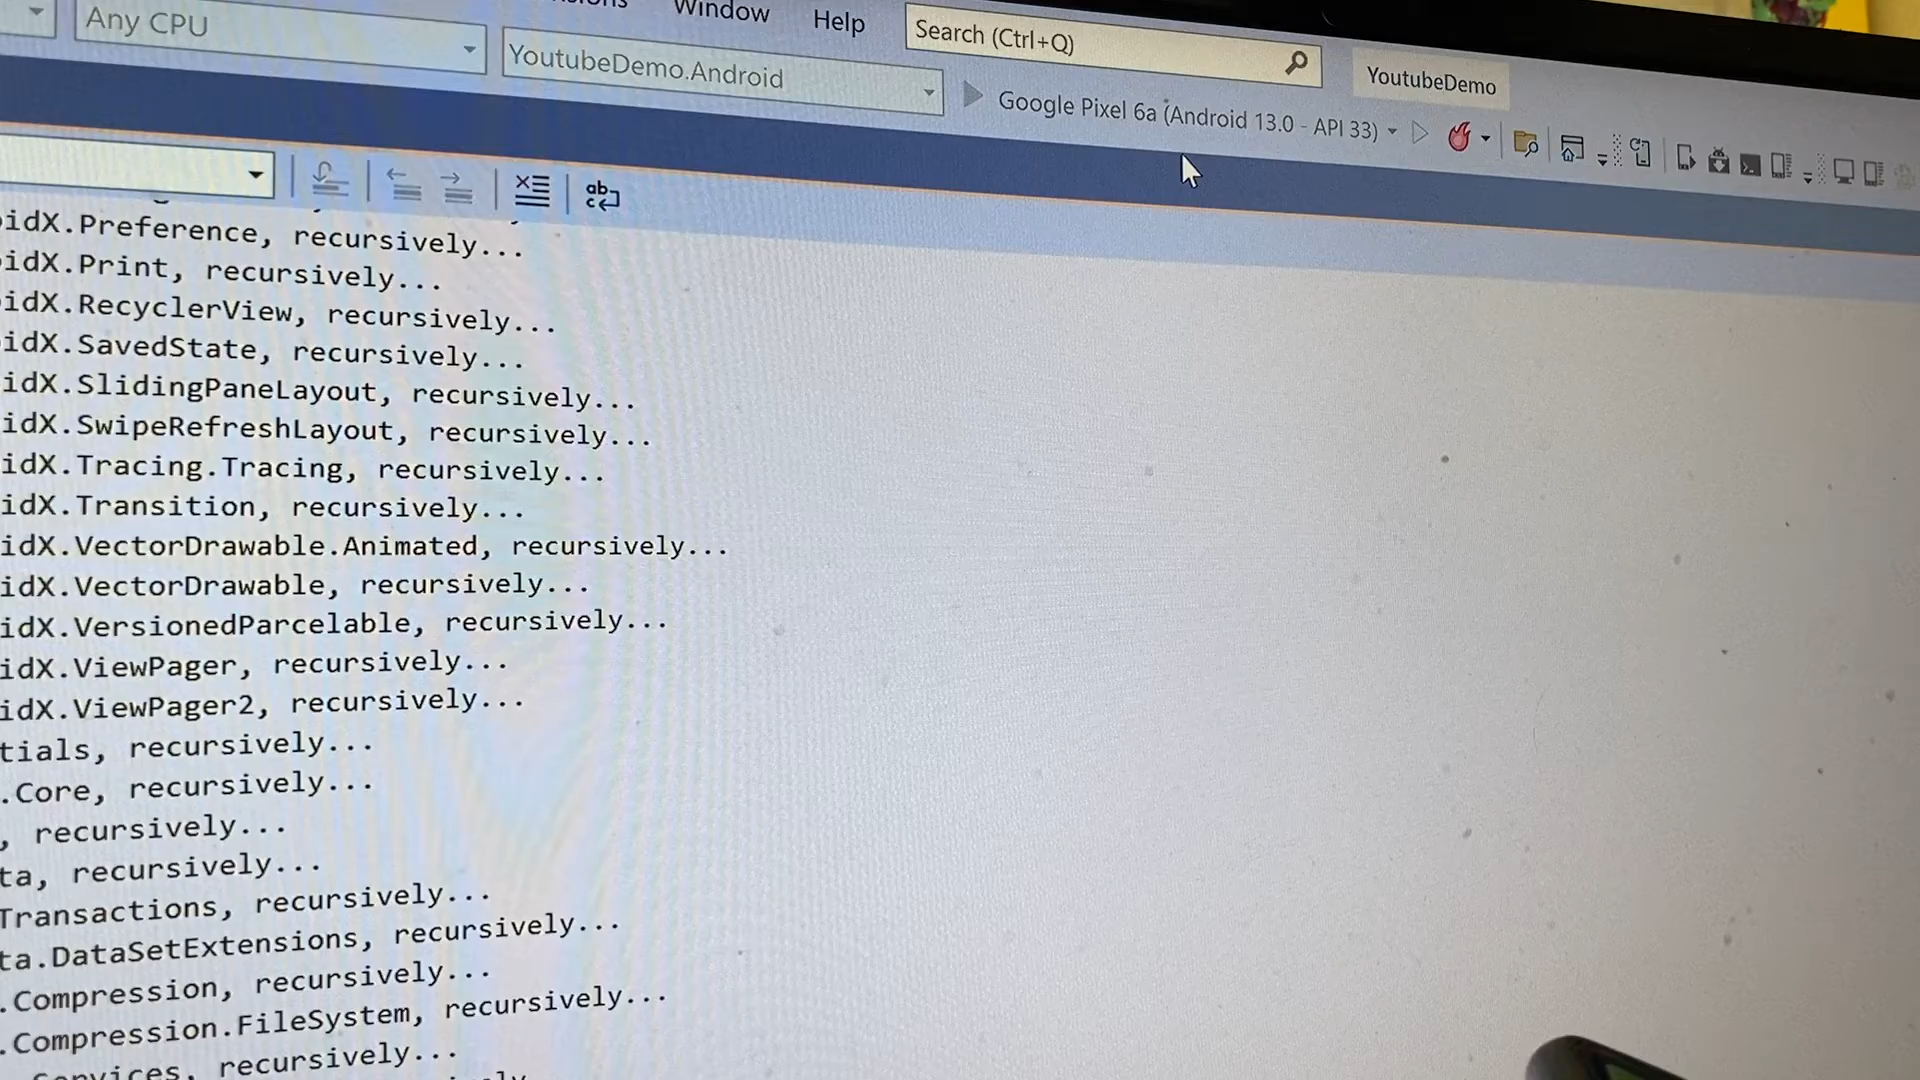 Window Help Search (Ctrl+Q) YoutubeDemo
Any CPU YoutubeDemo.Android Google Pixel 6a (Android 13.0 - API 33)
idX.Preference, recursively...
idX.Print, recursively...
idX.RecyclerView, recursively...
idX.SavedState, recursively...
idX.SlidingPaneLayout, recursively...
idX.SwipeRefreshLayout, recursively...
idX.Tracing.Tracing, recursively...
idX.Transition, recursively...
idX.VectorDrawable.Animated, recursively...
idX.VectorDrawable, recursively...
idX.VersionedParcelable, recursively...
idX.ViewPager, recursively...
idX.ViewPager2, recursively...
tials, recursively...
.Core, recursively...
, recursively...
ta, recursively...
Transactions, recursively...
ta.DataSetExtensions, recursively...
.Compression, recursively...
.Compression.FileSystem, recursively...
Services, recursively...